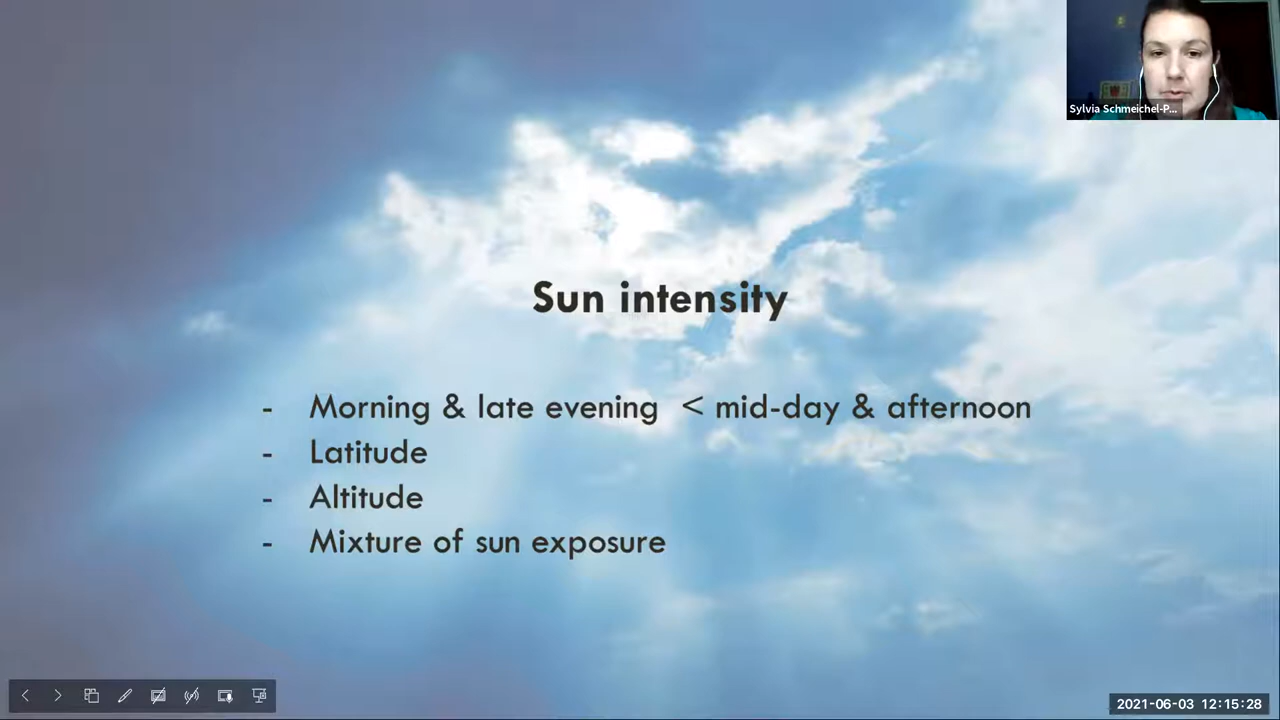 Sylvia Schmeichel-P...
Sun intensity
- Morning & late evening < mid-day & afternoon
- Latitude
- Altitude
- Mixture of sun exposure
2021-06-03 12:15:28